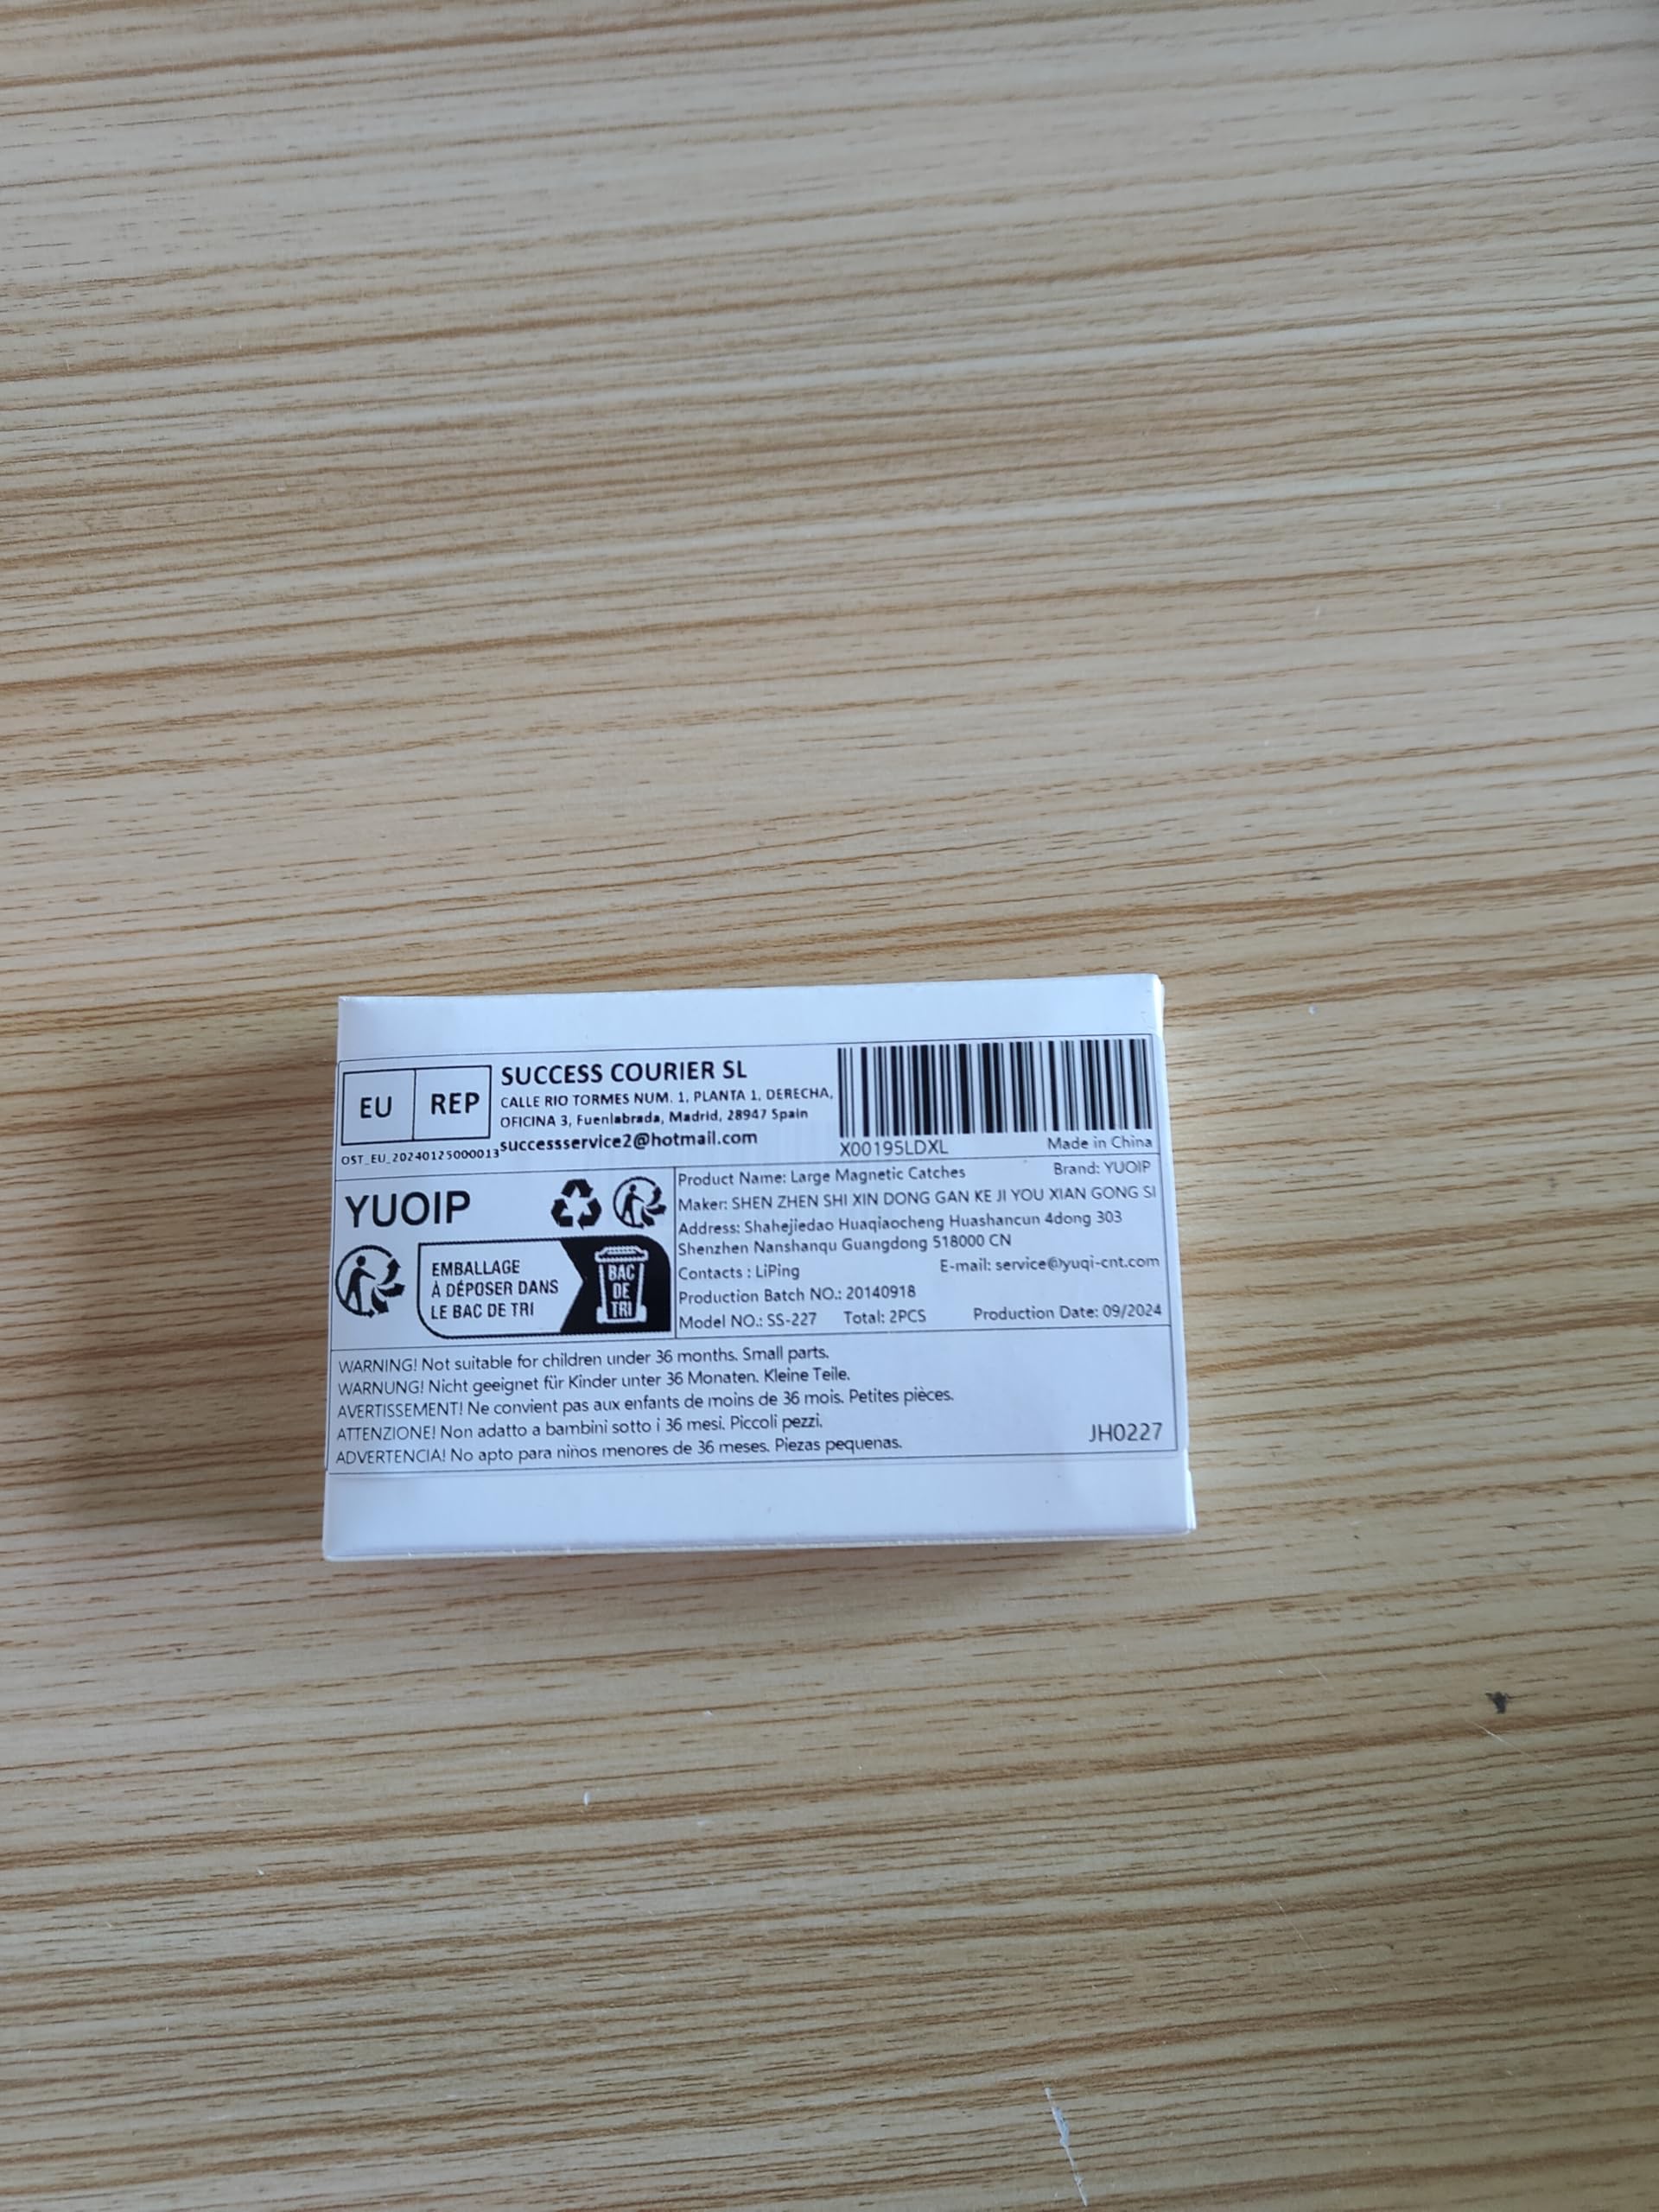 EU REP
SUCCESS COURIER SL
CALLE RIO TORMES NUM. 1, PLANTA 1, DERECHA,
OFICINA 3, Fuenlabrada, Madrid, 28947 Spain
successservice2@hotmail.com
OST_EU_20240125000013
X00195LDXL
Made in China
YUOIP
EMBALLAGE
À DÉPOSER DANS
LE BAC DE TRI
BAC
DE
TRI
Product Name: Large Magnetic Catches Brand: YUOIP
Maker: SHEN ZHEN SHI XIN DONG GAN KE JI YOU XIAN GONG SI
Address: Shahejiedao Huaqiaocheng Huashancun 4dong 303
Shenzhen Nanshanqu Guangdong 518000 CN
Contacts : LiPing E-mail: service@yuqi-cnt.com
Production Batch NO.: 20140918
Model NO.: SS-227 Total: 2PCS Production Date: 09/2024
WARNING! Not suitable for children under 36 months. Small parts.
WARNUNG! Nicht geeignet für Kinder unter 36 Monaten. Kleine Teile.
AVERTISSEMENT! Ne convient pas aux enfants de moins de 36 mois. Petites pièces.
ATTENZIONE! Non adatto a bambini sotto i 36 mesi. Piccoli pezzi.
ADVERTENCIA! No apto para niños menores de 36 meses. Piezas pequenas.
JH0227